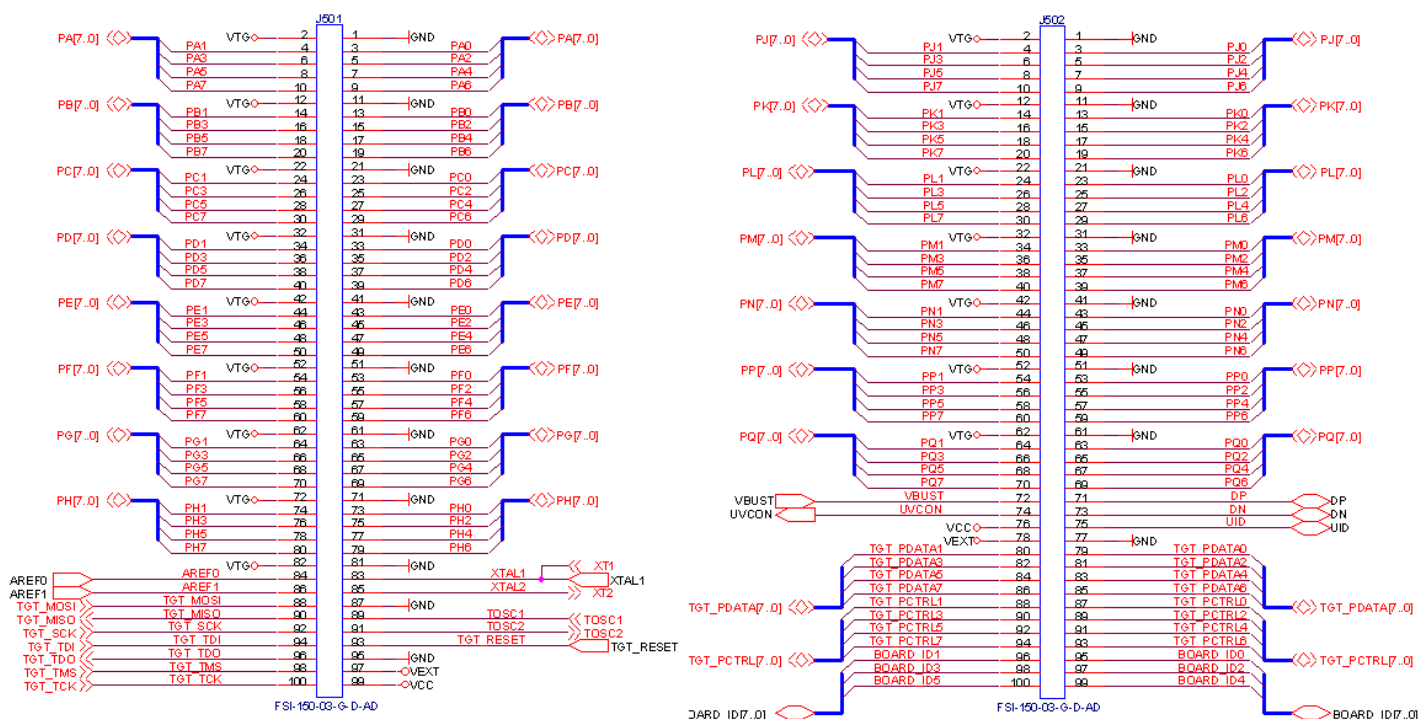 J501
VTG 2 1 GND
PA[7..0] PA[7..0]
PA1 4 3 PA0
PA3 6 5 PA2
PA5 8 7 PA4
PA7 10 9 PA6
VTG 12 11 GND
PB[7..0] PB[7..0]
PB1 14 13 PB0
PB3 16 15 PB2
PB5 18 17 PB4
PB7 20 19 PB6
VTG 22 21 GND
PC[7..0] PC[7..0]
PC1 24 23 PC0
PC3 26 25 PC2
PC5 28 27 PC4
PC7 30 29 PC6
VTG 32 31 GND
PD[7..0] PD[7..0]
PD1 34 33 PD0
PD3 36 35 PD2
PD5 38 37 PD4
PD7 40 39 PD6
VTG 42 41 GND
PE[7..0] PE[7..0]
PE1 44 43 PE0
PE3 46 45 PE2
PE5 48 47 PE4
PE7 50 49 PE6
VTG 52 51 GND
PF[7..0] PF[7..0]
PF1 54 53 PF0
PF3 56 55 PF2
PF5 58 57 PF4
PF7 60 59 PF6
VTG 62 61 GND
PG[7..0] PG[7..0]
PG1 64 63 PG0
PG3 66 65 PG2
PG5 68 67 PG4
PG7 70 69 PG6
VTG 72 71 GND
PH[7..0] PH[7..0]
PH1 74 73 PH0
PH3 76 75 PH2
PH5 78 77 PH4
PH7 80 79 PH6
VTG 82 81 GND XT1
AREF0 AREF0 84 83 XTAL1 XTAL1
AREF1 AREF1 86 85 XTAL2 XT2
TGT_MOSI TGT_MOSI 88 87 GND
TGT_MISO TGT_MISO 90 89 TOSC1 TOSC1
TGT_SCK TGT_SCK 92 91 TOSC2 TOSC2
TGT_TDI TGT_TDI 94 93 TGT_RESET TGT_RESET
TGT_TDO TGT_TDO 96 95 GND
TGT_TMS TGT_TMS 98 97 VEXT
TGT_TCK TGT_TCK 100 99 VCC
FSI-150-03-G-D-AD
J502
VTG 2 1 GND
PJ[7..0] PJ[7..0]
PJ1 4 3 PJ0
PJ3 6 5 PJ2
PJ5 8 7 PJ4
PJ7 10 9 PJ6
VTG 12 11 GND
PK[7..0] PK[7..0]
PK1 14 13 PK0
PK3 16 15 PK2
PK5 18 17 PK4
PK7 20 19 PK6
VTG 22 21 GND
PL[7..0] PL[7..0]
PL1 24 23 PL0
PL3 26 25 PL2
PL5 28 27 PL4
PL7 30 29 PL6
VTG 32 31 GND
PM[7..0] PM[7..0]
PM1 34 33 PM0
PM3 36 35 PM2
PM5 38 37 PM4
PM7 40 39 PM6
VTG 42 41 GND
PN[7..0] PN[7..0]
PN1 44 43 PN0
PN3 46 45 PN2
PN5 48 47 PN4
PN7 50 49 PN6
VTG 52 51 GND
PP[7..0] PP[7..0]
PP1 54 53 PP0
PP3 56 55 PP2
PP5 58 57 PP4
PP7 60 59 PP6
VTG 62 61 GND
PQ[7..0] PQ[7..0]
PQ1 64 63 PQ0
PQ3 66 65 PQ2
PQ5 68 67 PQ4
PQ7 70 69 PQ6
VBUST VBUST 72 71 DP DP
UVCON UVCON 74 73 DN DN
VCC 76 75 UID UID
VEXT 78 77 GND
TGT_PDATA1 80 79 TGT_PDATA0
TGT_PDATA3 82 81 TGT_PDATA2
TGT_PDATA5 84 83 TGT_PDATA4
TGT_PDATA7 86 85 TGT_PDATA6
TGT_PDATA[7..0] TGT_PDATA[7..0]
TGT_PCTRL1 88 87 TGT_PCTRL0
TGT_PCTRL3 90 89 TGT_PCTRL2
TGT_PCTRL5 92 91 TGT_PCTRL4
TGT_PCTRL7 94 93 TGT_PCTRL6
TGT_PCTRL[7..0] TGT_PCTRL[7..0]
BOARD_ID1 96 95 BOARD_ID0
BOARD_ID3 98 97 BOARD_ID2
BOARD_ID5 100 99 BOARD_ID4
FSI-150-03-G-D-AD
OARD_ID[7..0] BOARD_ID[7..0]